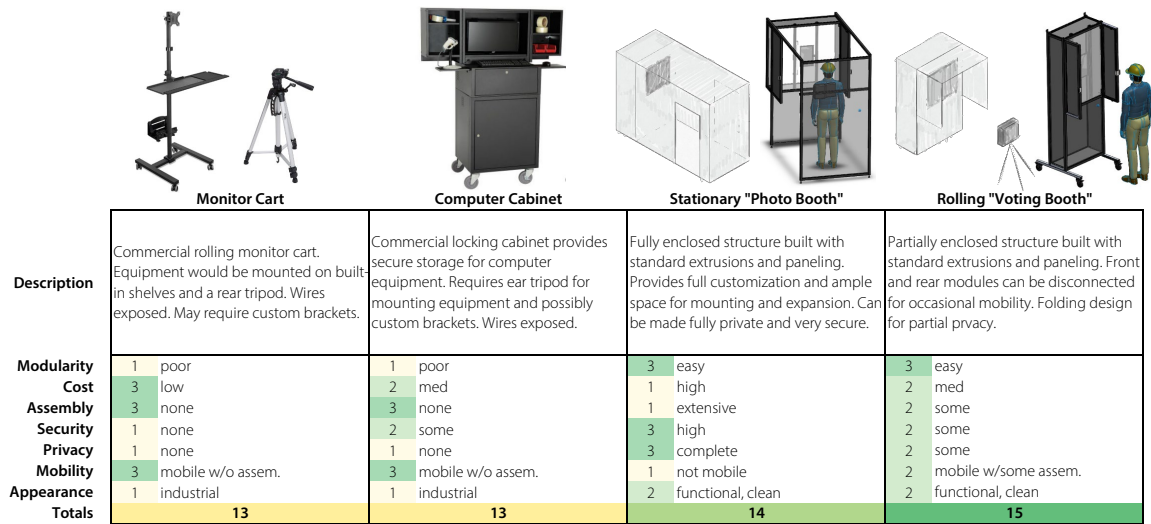 Monitor Cart
Computer Cabinet
Stationary "Photo Booth"
Rolling "Voting Booth"
Description
Commercial rolling monitor cart.
Equipment would be mounted on built-
in shelves and a rear tripod. Wires
exposed. May require custom brackets.
Commercial locking cabinet provides
secure storage for computer
equipment. Requires ear tripod for
mounting equipment and possibly
custom brackets. Wires exposed.
Fully enclosed structure built with
standard extrusions and paneling.
Provides full customization and ample
space for mounting and expansion. Can
be made fully private and very secure.
Partially enclosed structure built with
standard extrusions and paneling. Front
and rear modules can be disconnected
for occasional mobility. Folding design
for partial prvacy.
Modularity 1 poor 1 poor 3 easy 3 easy
Cost 3 low 2 med 1 high 2 med
Assembly 3 none 3 none 1 extensive 2 some
Security 1 none 2 some 3 high 2 some
Privacy 1 none 1 none 3 complete 2 some
Mobility 3 mobile w/o assem. 3 mobile w/o assem. 1 not mobile 2 mobile w/some assem.
Appearance 1 industrial 1 industrial 2 functional, clean 2 functional, clean
Totals 13 13 14 15